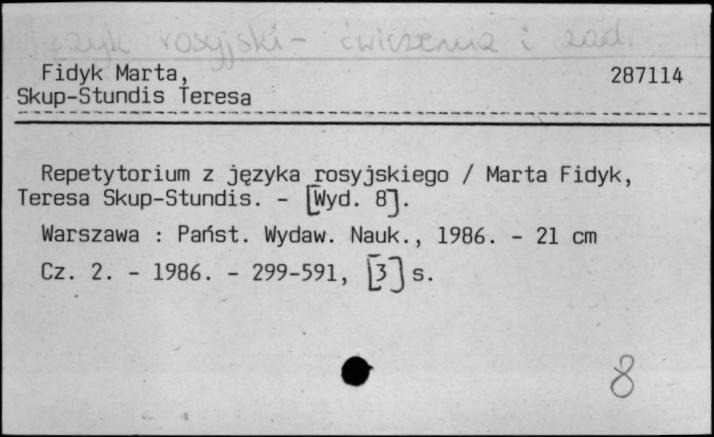 język rosyjski - ćwiczenia i zad.
Fidyk Marta, 287114
Skup-Stundis Teresa
Repetytorium z języka rosyjskiego / Marta Fidyk,
Teresa Skup-Stundis. - [Wyd. 8].
Warszawa : Państ. Wydaw. Nauk., 1986. - 21 cm
Cz. 2. - 1986. - 299-591, [3] s.
8